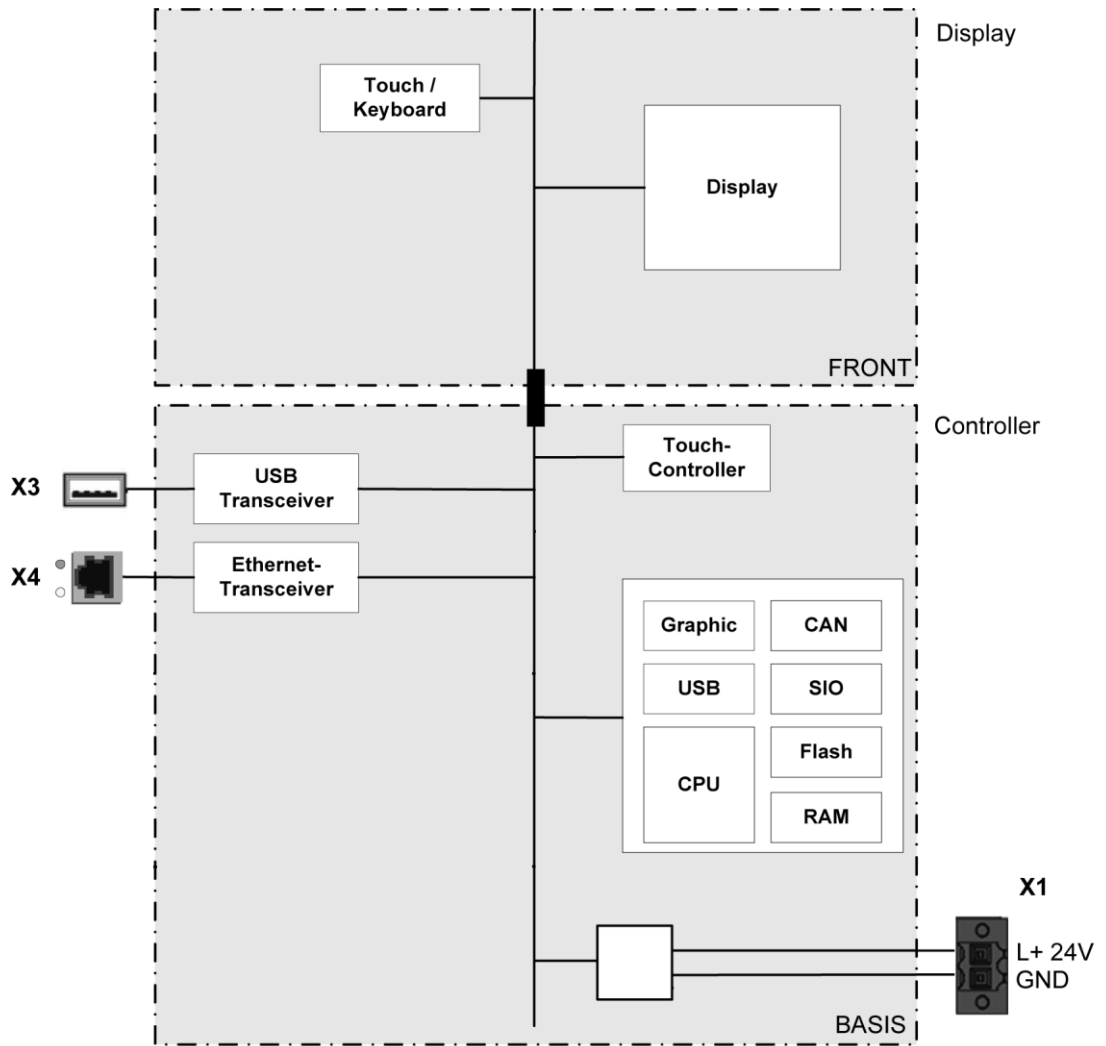 Display
Touch /
Keyboard
Display
FRONT
Controller
Touch-
Controller
X3
USB
Transceiver
X4
Ethernet-
Transceiver
Graphic
CAN
USB
SIO
CPU
Flash
RAM
X1
L+ 24V
GND
BASIS